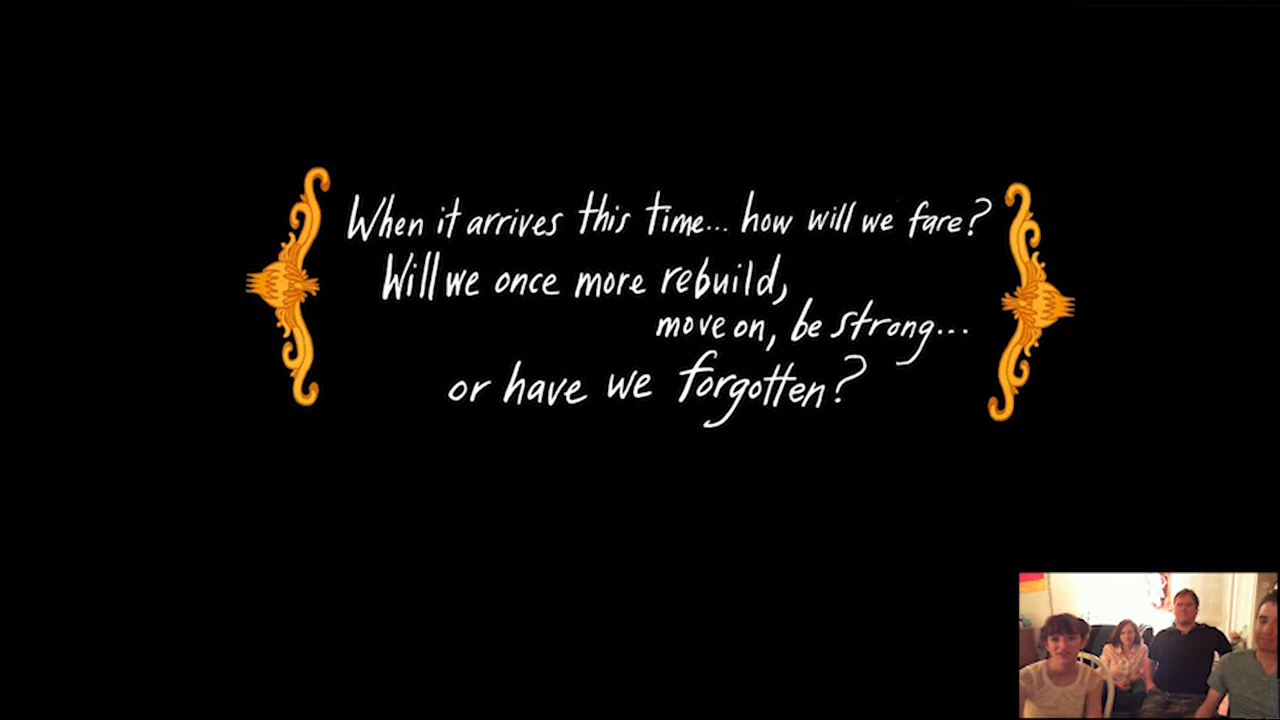 When it arrives this time... how will we fare?
Will we once more rebuild,
move on, be strong...
or have we forgotten?